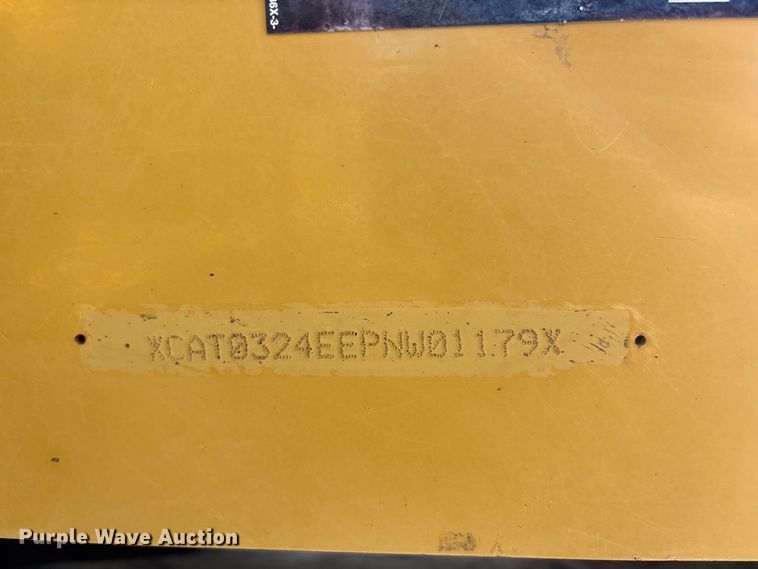 XCAT0324EEPNW01179X
Purple Wave Auction